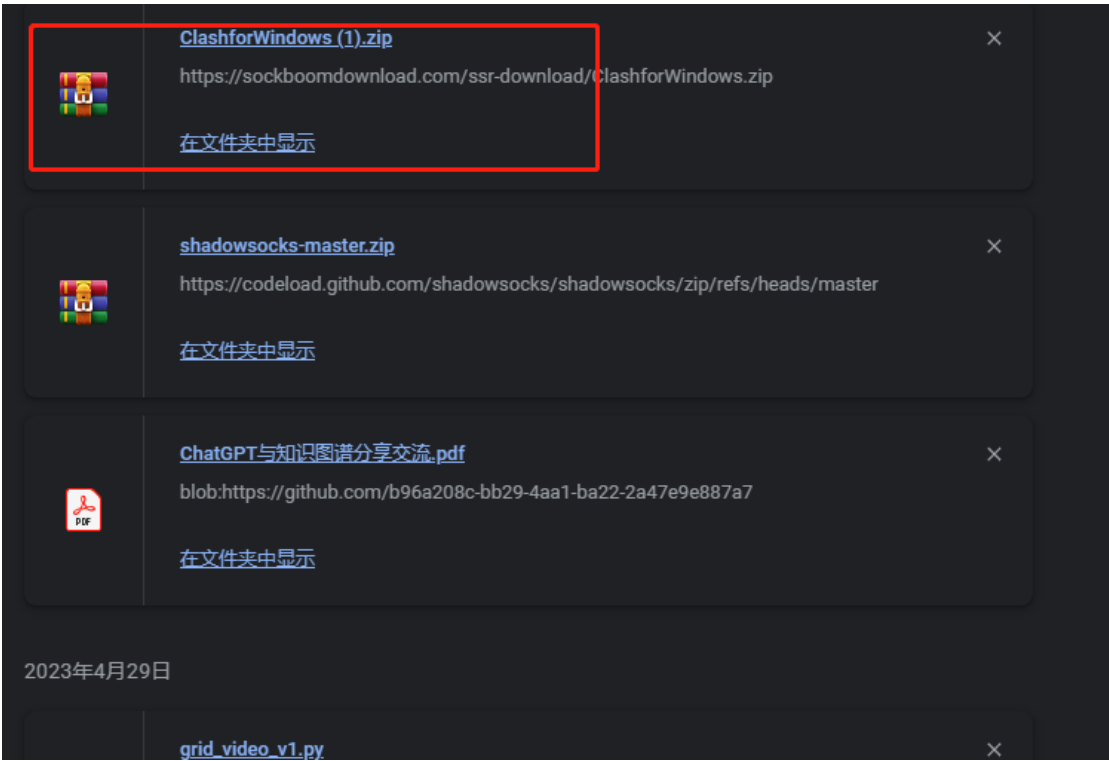 ClashforWindows (1).zip
https://sockboomdownload.com/ssr-download/ClashforWindows.zip
在文件夹中显示
shadowsocks-master.zip
https://codeload.github.com/shadowsocks/shadowsocks/zip/refs/heads/master
在文件夹中显示
ChatGPT与知识图谱分享交流.pdf
blob:https://github.com/b96a208c-bb29-4aa1-ba22-2a47e9e887a7
PDF
在文件夹中显示
2023年4月29日
grid_video_v1.py